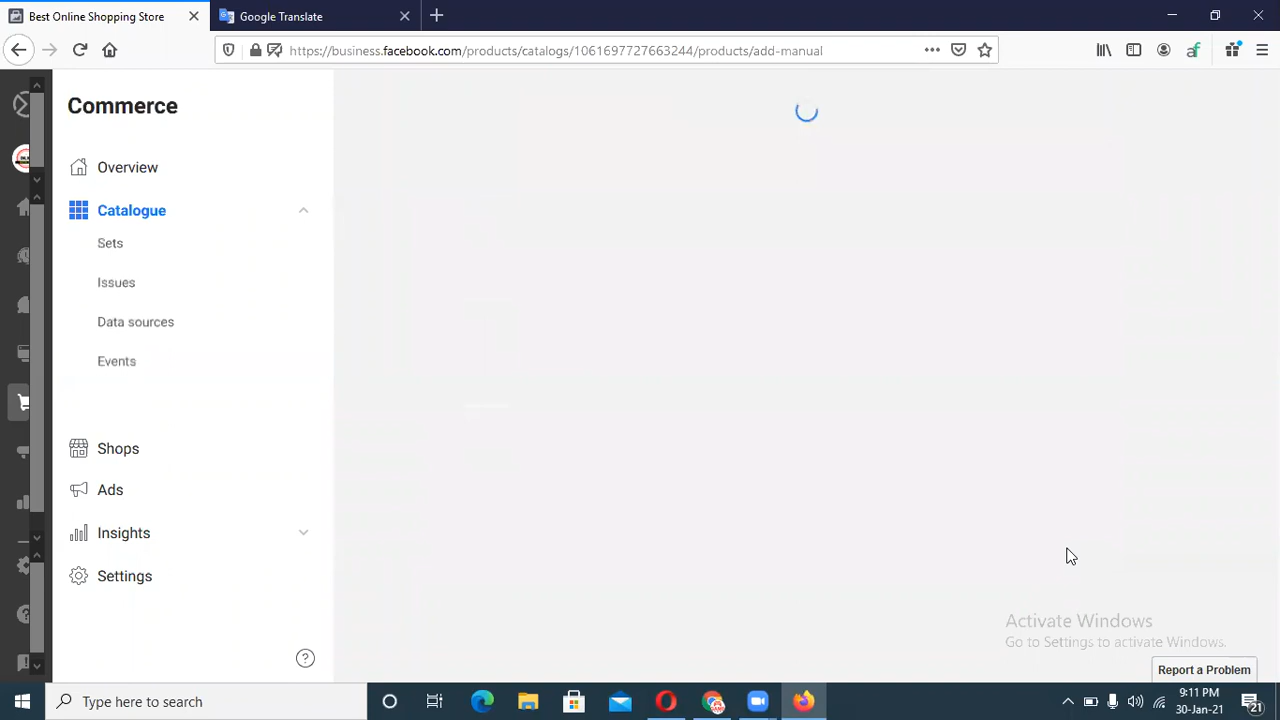 Best Online Shopping Store
Google Translate
https://business.facebook.com/products/catalogs/1061697727663244/products/add-manual
Commerce
Overview
Catalogue
Sets
Issues
Data sources
Events
Shops
Ads
Insights
Settings
Activate Windows
Go to Settings to activate Windows.
Report a Problem
Type here to search
9:11 PM
30-Jan-21
21